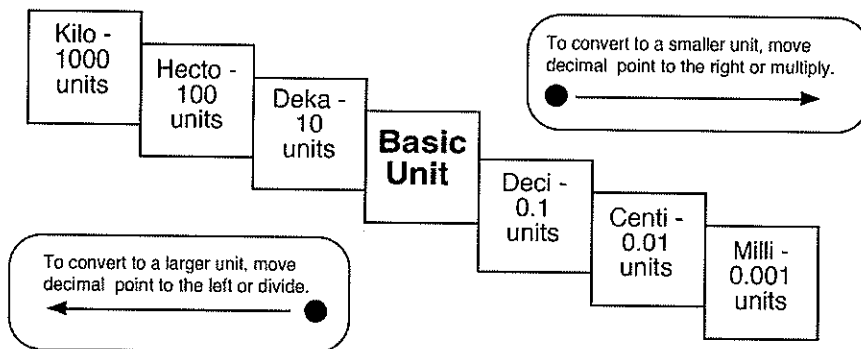 Kilo -
1000
units
Hecto -
100
units
Deka -
10
units
Basic
Unit
Deci -
0.1
units
Centi -
0.01
units
Milli -
0.001
units
To convert to a smaller unit, move
decimal point to the right or multiply.
To convert to a larger unit, move
decimal point to the left or divide.